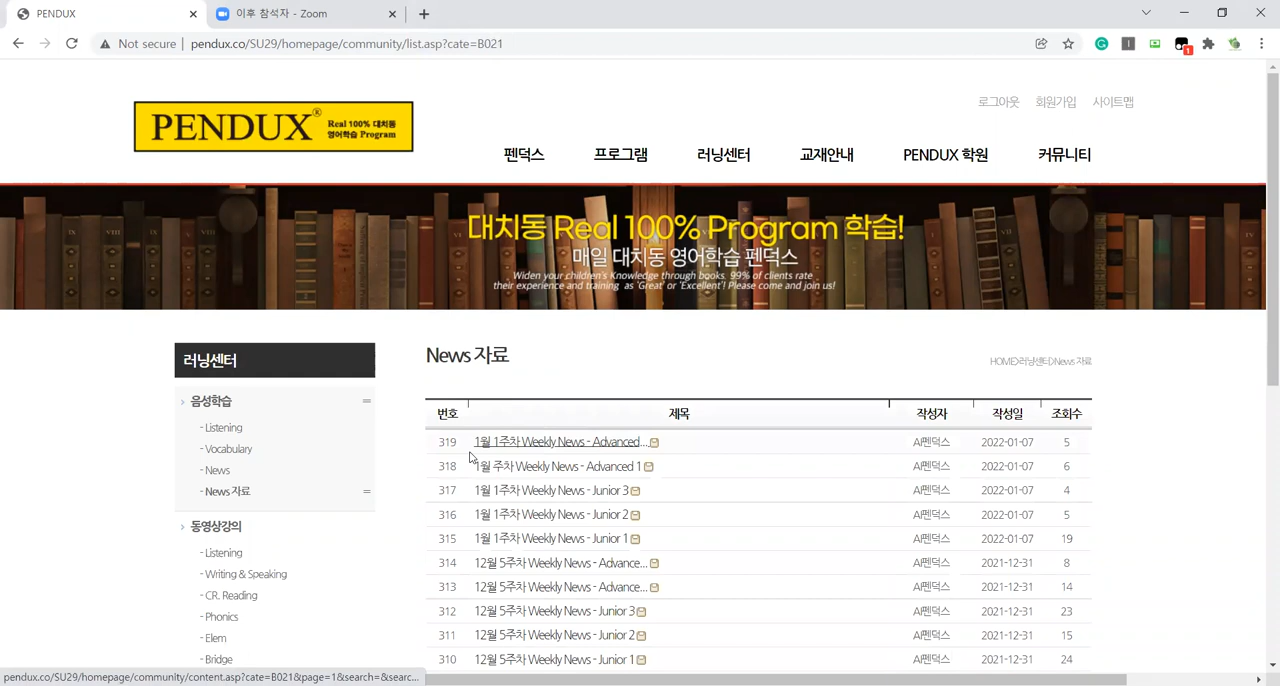 PENDUX
이후 참석자 - Zoom
Not secure
pendux.co/SU29/homepage/community/list.asp?cate=B021
1
로그아웃 회원가입 사이트맵
PENDUX® Real 100% 대치동
영어학습 Program
펜덕스 프로그램 러닝센터 교재안내 PENDUX 학원 커뮤니티
대치동 Real 100% Program 학습!
매일 대치동 영어학습 펜덕스
Widen your children's Knowledge through books. 99% of clients rate
their experience and training as 'Great' or 'Excellent'! Please come and join us!
러닝센터
음성학습
- Listening
- Vocabulary
- News
- News 자료
동영상강의
- Listening
- Writing & Speaking
- CR. Reading
- Phonics
- Elem
- Bridge
News 자료
HOME>러닝센터>News 자료
번호 제목 작성자 작성일 조회수
319 1월 1주차 Weekly News - Advanced... AI펜덕스 2022-01-07 5
318 1월 주차 Weekly News - Advanced 1 AI펜덕스 2022-01-07 6
317 1월 1주차 Weekly News - Junior 3 AI펜덕스 2022-01-07 4
316 1월 1주차 Weekly News - Junior 2 AI펜덕스 2022-01-07 5
315 1월 1주차 Weekly News - Junior 1 AI펜덕스 2022-01-07 19
314 12월 5주차 Weekly News - Advance... AI펜덕스 2021-12-31 8
313 12월 5주차 Weekly News - Advance... AI펜덕스 2021-12-31 14
312 12월 5주차 Weekly News - Junior 3 AI펜덕스 2021-12-31 23
311 12월 5주차 Weekly News - Junior 2 AI펜덕스 2021-12-31 15
310 12월 5주차 Weekly News - Junior 1 AI펜덕스 2021-12-31 24
pendux.co/SU29/homepage/community/content.asp?cate=B021&page=1&search=&searc...